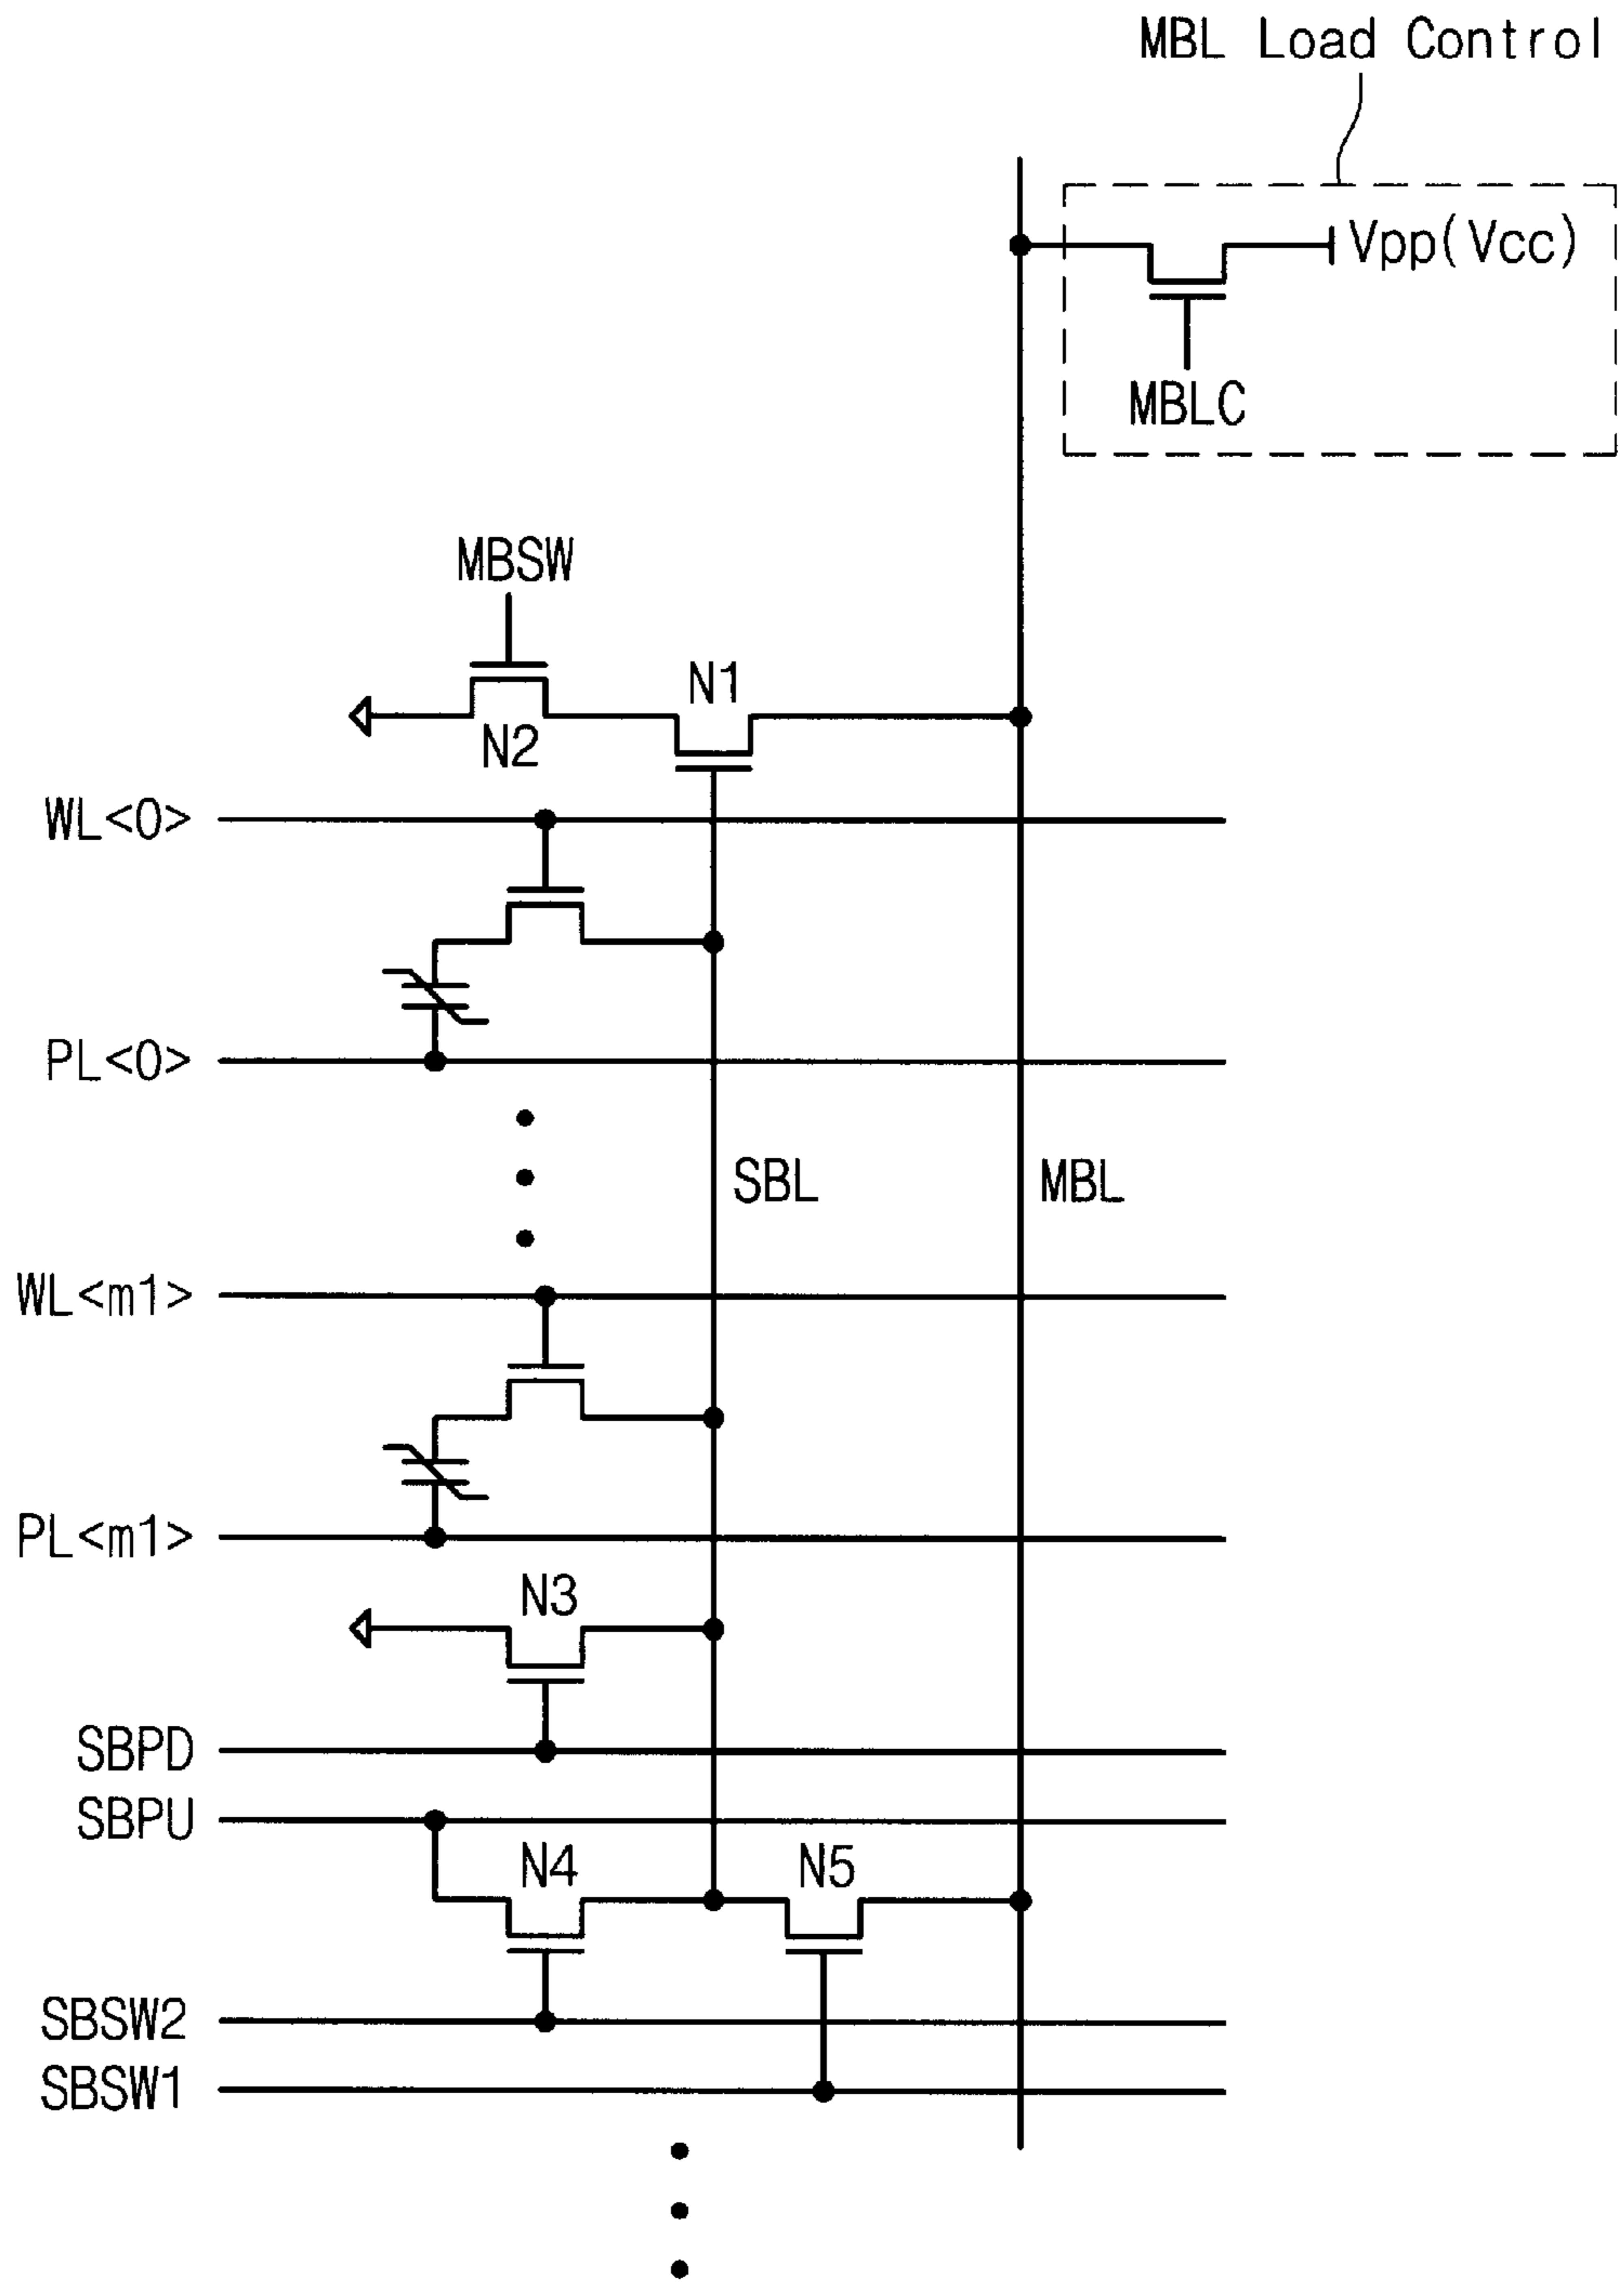 MBL Load Control
Vpp(Vcc)
MBLC
MBSW
N1
N2
WL<0>
PL<0>
SBL
MBL
WL<m1>
PL<m1>
N3
SBPD
SBPU
N4
N5
SBSW2
SBSW1